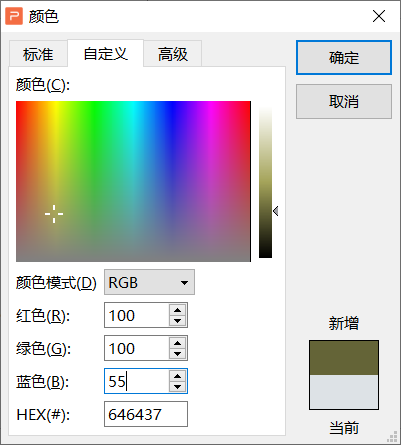 颜色
标准 自定义 高级
确定
取消
颜色(C):
颜色模式(D) RGB
红色(R): 100
绿色(G): 100
蓝色(B): 55
HEX(#): 646437
新增
当前